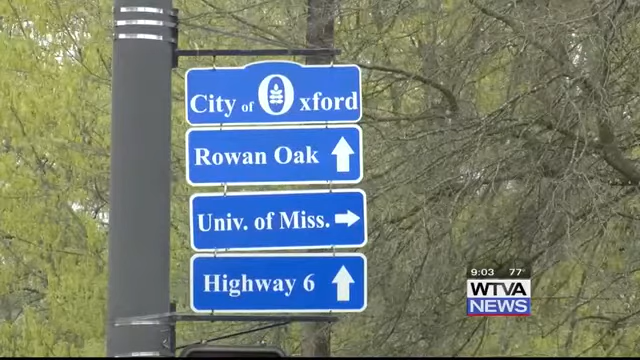 City of Oxford
Rowan Oak
Univ. of Miss.
Highway 6
9:03 77°
WTVA
NEWS